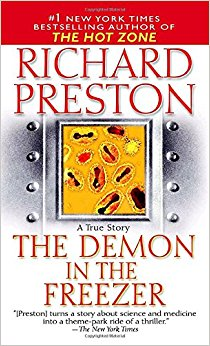 #1 NEW YORK TIMES
BESTSELLING AUTHOR OF
THE HOT ZONE
RICHARD
PRESTON
A True Story
THE DEMON
IN THE
FREEZER
"[Preston] turns a story about science and medicine
into a theme-park ride of a thriller."
—The New York Times